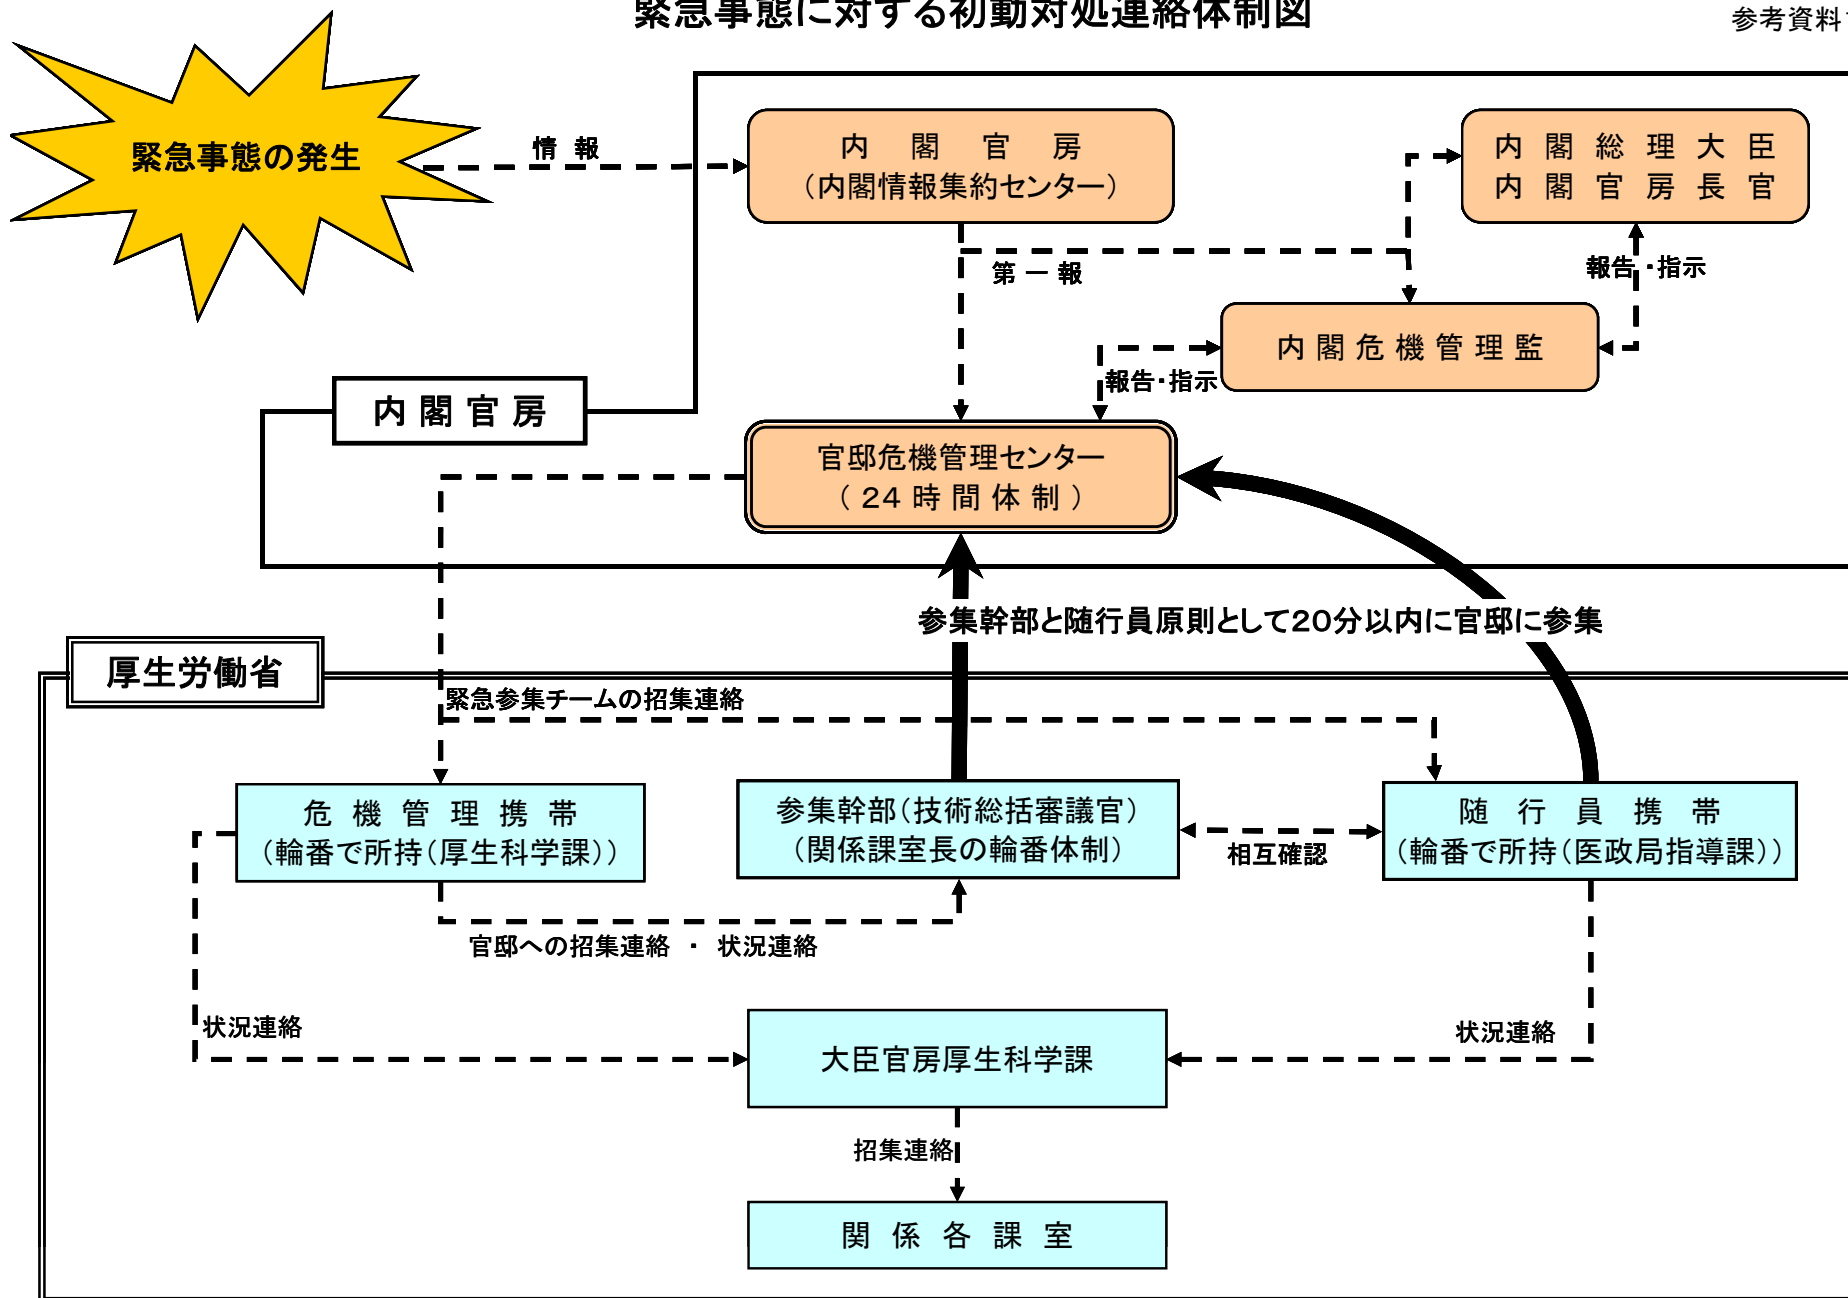 緊急事態に対する初動対処連絡体制図
参考資料
緊急事態の発生
情 報
内 閣 官 房
（内閣情報集約センター）
内 閣 総 理 大 臣
内 閣 官 房 長 官
第 一 報
報告・指示
内 閣 危 機 管 理 監
報告・指示
内 閣 官 房
官邸危機管理センター
（ 24 時 間 体 制 ）
参集幹部と随行員原則として20分以内に官邸に参集
厚生労働省
緊急参集チームの招集連絡
危 機 管 理 携 帯
（輪番で所持（厚生科学課））
参集幹部（技術総括審議官）
（関係課室長の輪番体制）
相互確認
随 行 員 携 帯
（輪番で所持（医政局指導課））
官邸への招集連絡 ・ 状況連絡
状況連絡
状況連絡
大臣官房厚生科学課
招集連絡
関 係 各 課 室